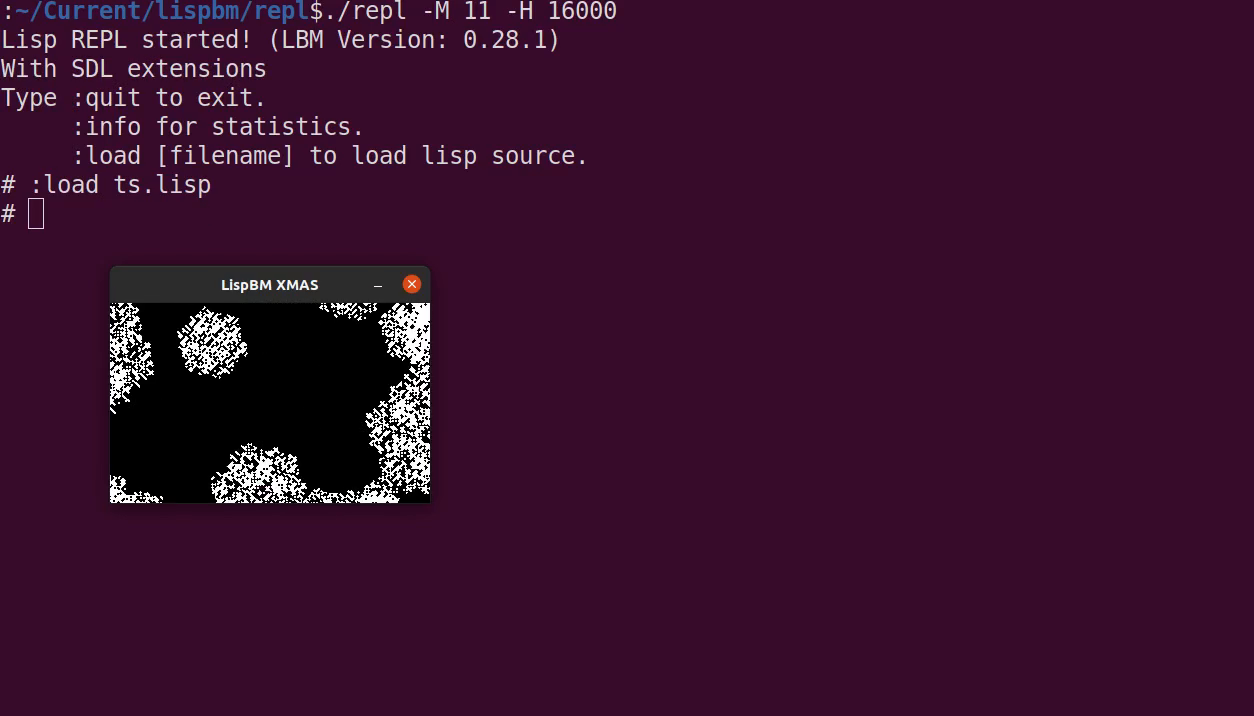 :~/Current/lispbm/repl$./repl -M 11 -H 16000
Lisp REPL started! (LBM Version: 0.28.1)
With SDL extensions
Type :quit to exit.
     :info for statistics.
     :load [filename] to load lisp source.
# :load ts.lisp
#
LispBM XMAS